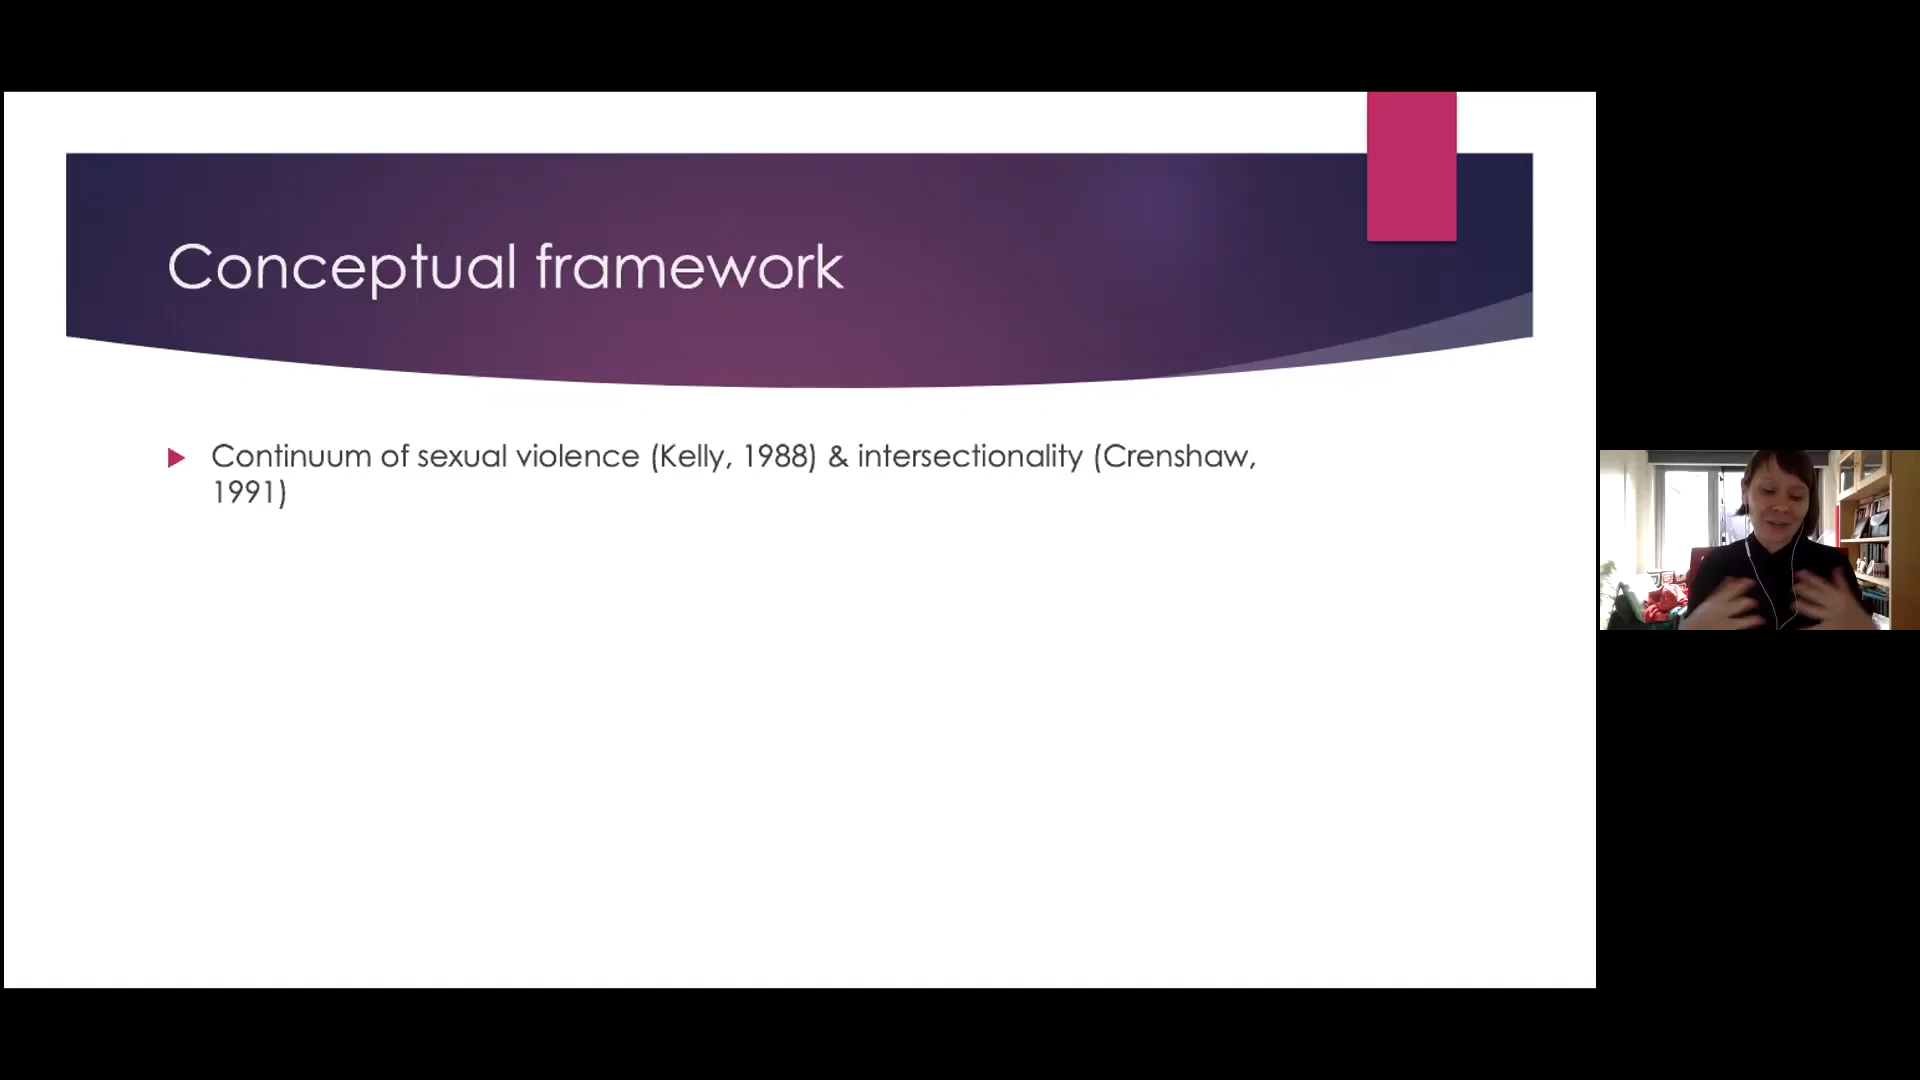 Conceptual framework
Continuum of sexual violence (Kelly, 1988) & intersectionality (Crenshaw,
1991)